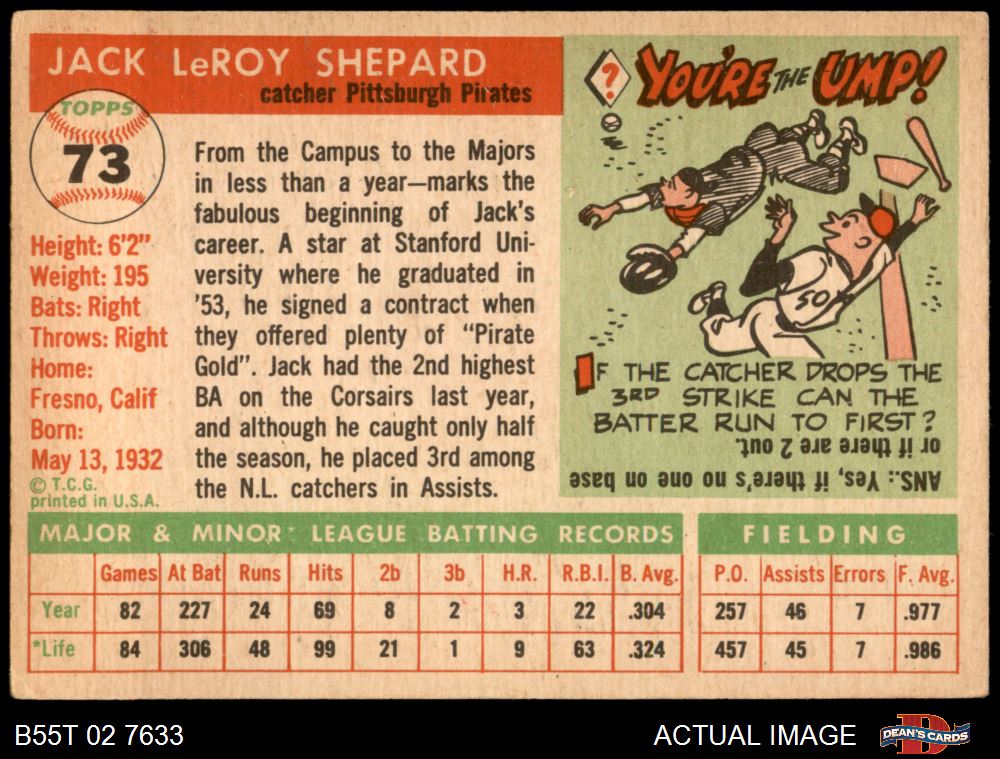 JACK LeROY SHEPARD
catcher Pittsburgh Pirates
TOPPS
73
Height: 6'2"
Weight: 195
Bats: Right
Throws: Right
Home:
Fresno, Calif
Born:
May 13, 1932
© T.C.G.
printed in U.S.A.
From the Campus to the Majors
in less than a year—marks the
fabulous beginning of Jack's
career. A star at Stanford Uni-
versity where he graduated in
'53, he signed a contract when
they offered plenty of "Pirate
Gold". Jack had the 2nd highest
BA on the Corsairs last year,
and although he caught only half
the season, he placed 3rd among
the N.L. catchers in Assists.
?
YOU'RE THE UMP!
50
IF THE CATCHER DROPS THE
3RD STRIKE CAN THE
BATTER RUN TO FIRST?
ANS.: Yes, if there's no one on base
or if there are 2 out.
MAJOR & MINOR* LEAGUE BATTING RECORDS
Games At Bat Runs Hits 2b 3b H.R. R.B.I. B. Avg.
Year 82 227 24 69 8 2 3 22 .304
*Life 84 306 48 99 21 1 9 63 .324
FIELDING
P.O. Assists Errors F. Avg.
257 46 7 .977
457 45 7 .986
B55T 02 7633
ACTUAL IMAGE
D
DEAN'S CARDS